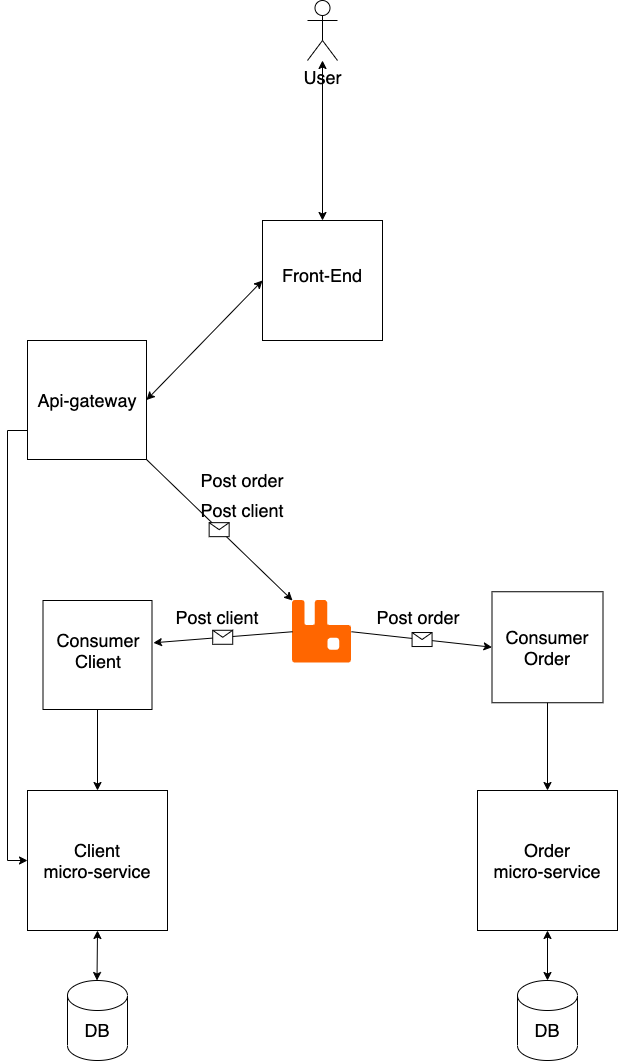 User
Front-End
Api-gateway
Post order
Post client
Post client
Post order
Consumer
Client
Consumer
Order
Client
micro-service
Order
micro-service
DB
DB